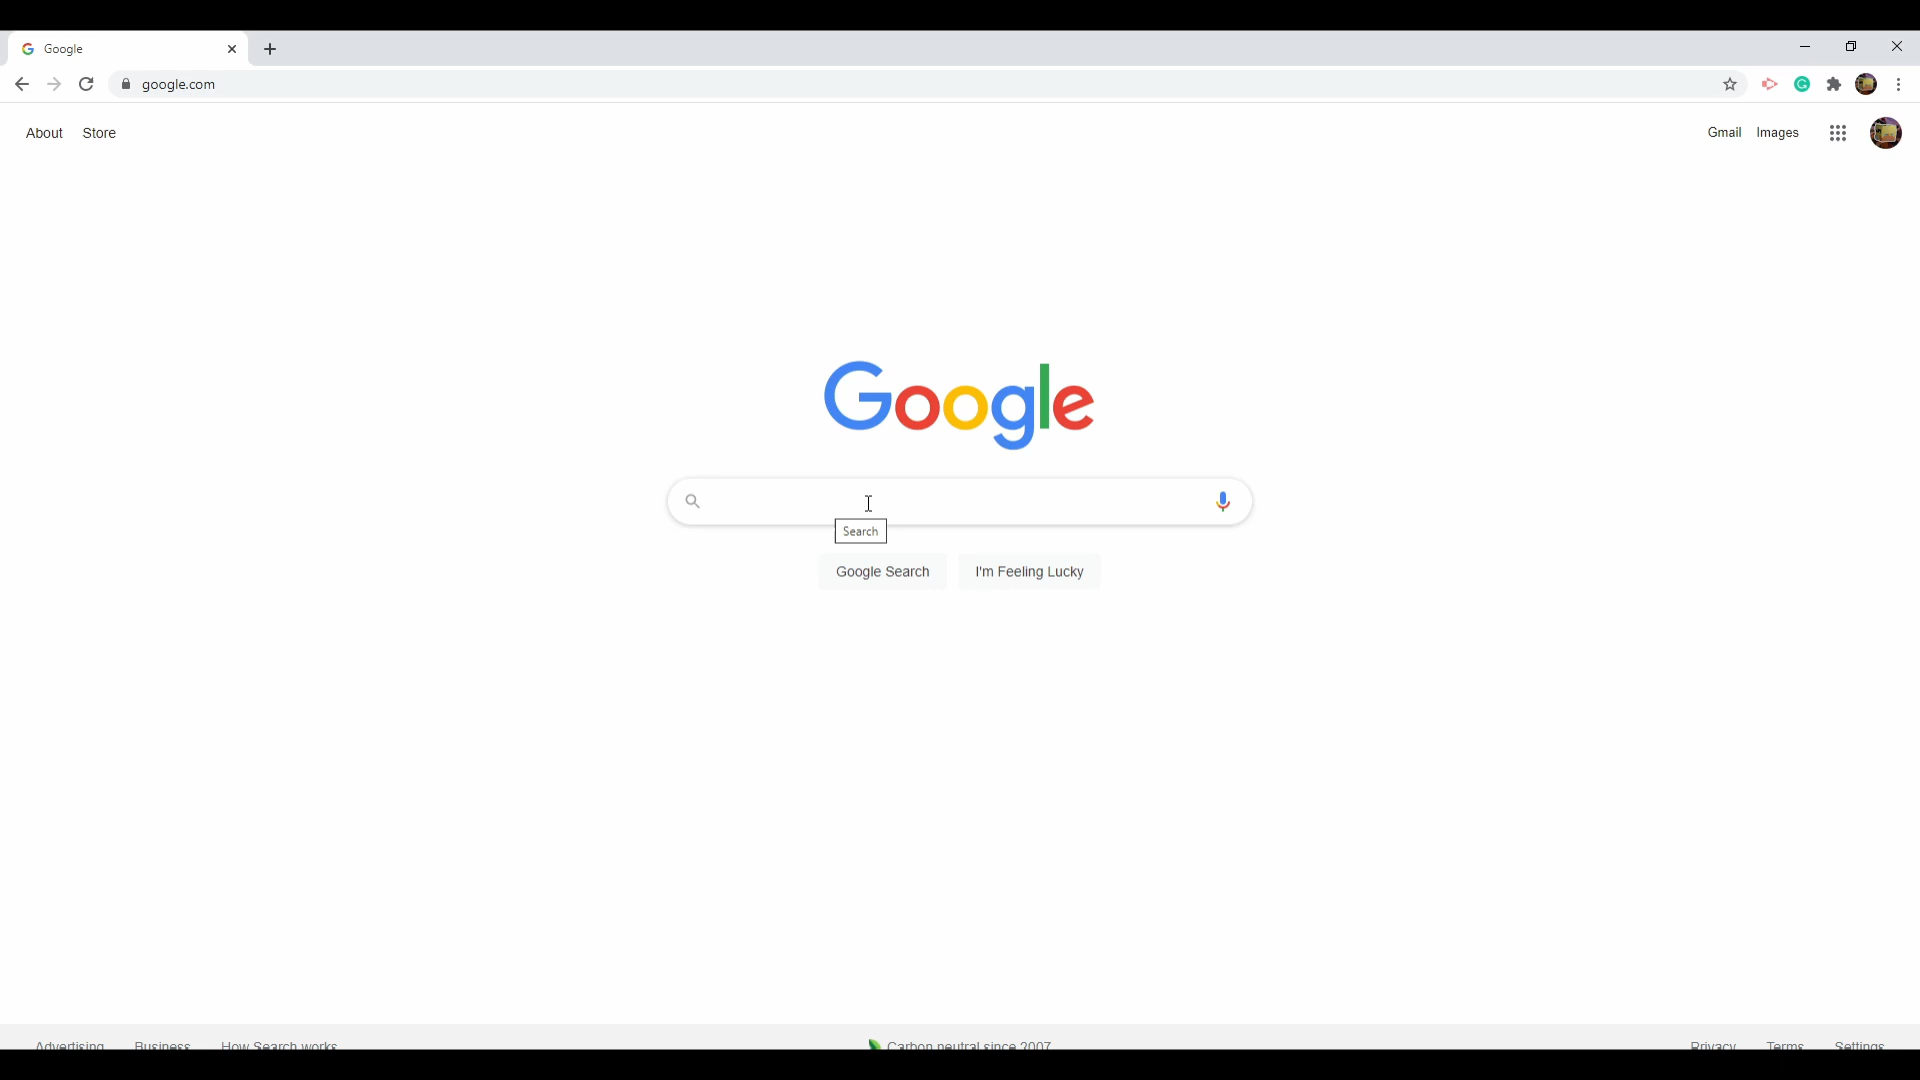 Google
google.com
About Store
Gmail Images
Google
Search
Google Search I'm Feeling Lucky
Advertising Business How Search works
Carbon neutral since 2007
Privacy Terms Settings